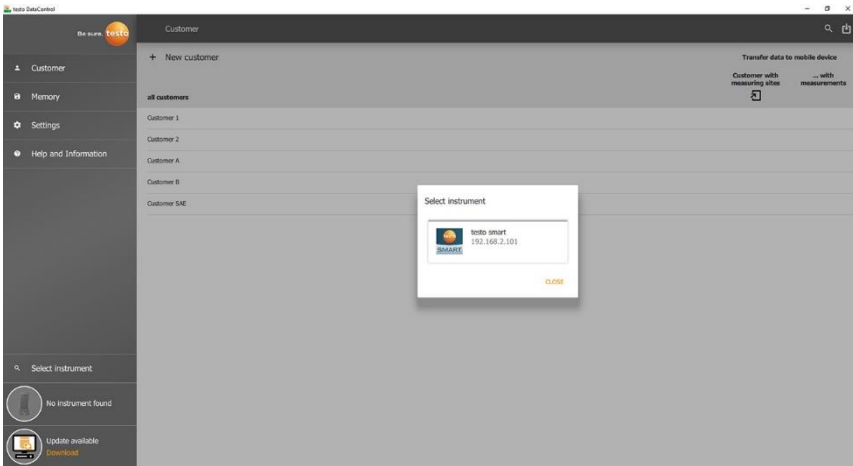 testo DataControl
Be sure. testo
Customer
Customer
Memory
Settings
Help and Information
+ New customer
Transfer data to mobile device
Customer with
measuring sites
... with
measurements
all customers
Customer 1
Customer 2
Customer A
Customer B
Customer SAE
Select instrument
testo smart
192.168.2.101
SMART
CLOSE
Select instrument
No instrument found
Update available
Download